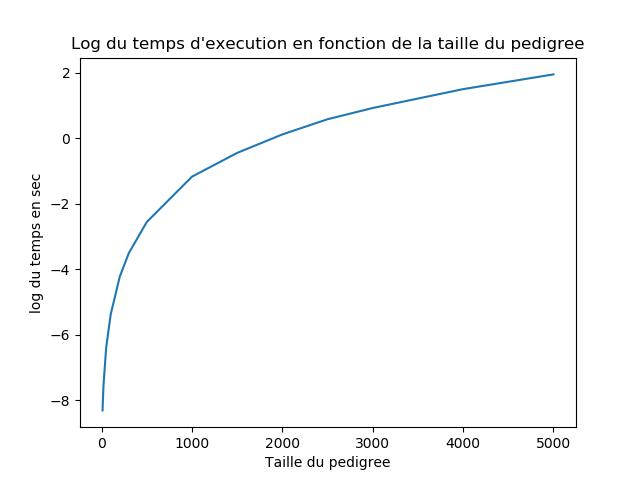 Log du temps d'execution en fonction de la taille du pedigree
2
0
−2
−4
−6
−8
log du temps en sec
0 1000 2000 3000 4000 5000
Taille du pedigree